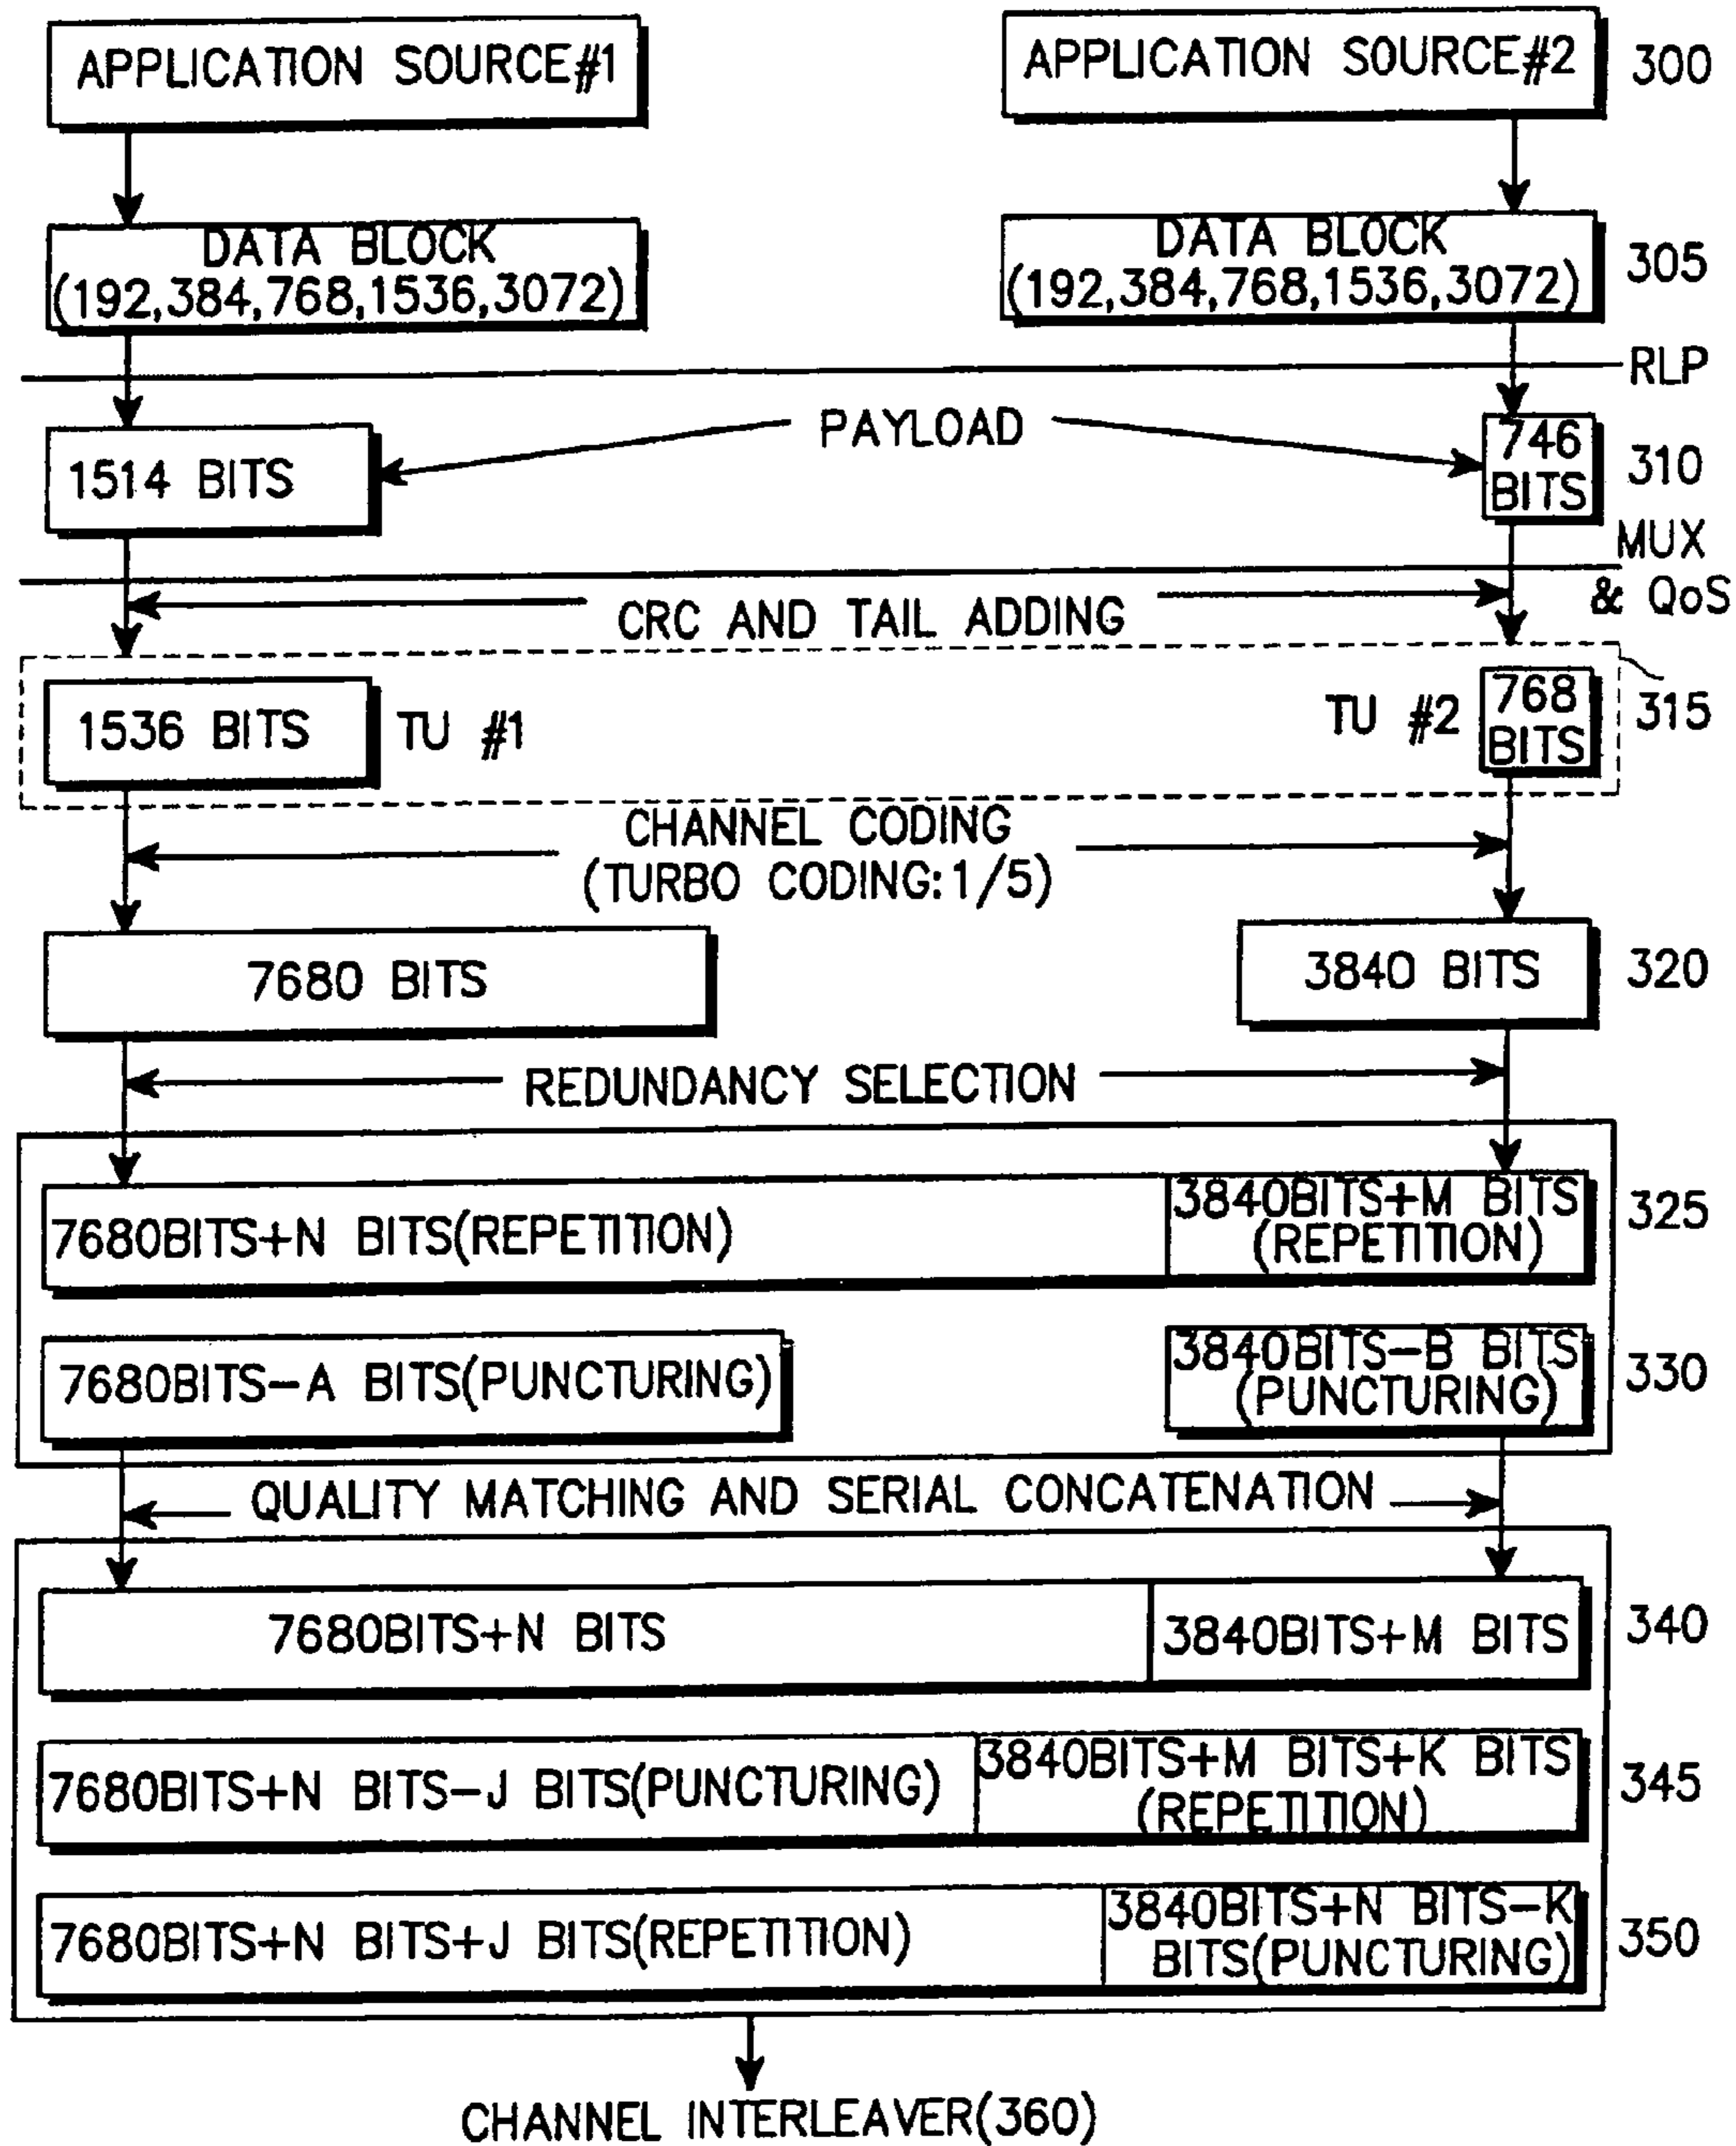 APPLICATION SOURCE#1
APPLICATION SOURCE#2
300
DATA BLOCK
(192,384,768,1536,3072)
DATA BLOCK
(192,384,768,1536,3072)
305
RLP
PAYLOAD
1514 BITS
746
BITS
310
MUX
& QoS
CRC AND TAIL ADDING
1536 BITS
TU #1
TU #2
768
BITS
315
CHANNEL CODING
(TURBO CODING:1/5)
7680 BITS
3840 BITS
320
REDUNDANCY SELECTION
7680BITS+N BITS(REPETITION)
3840BITS+M BITS
(REPETITION)
325
7680BITS-A BITS(PUNCTURING)
3840BITS-B BITS
(PUNCTURING)
330
QUALITY MATCHING AND SERIAL CONCATENATION
7680BITS+N BITS
3840BITS+M BITS
340
7680BITS+N BITS-J BITS(PUNCTURING)
3840BITS+M BITS+K BITS
(REPETITION)
345
7680BITS+N BITS+J BITS(REPETITION)
3840BITS+N BITS-K
BITS(PUNCTURING)
350
CHANNEL INTERLEAVER(360)